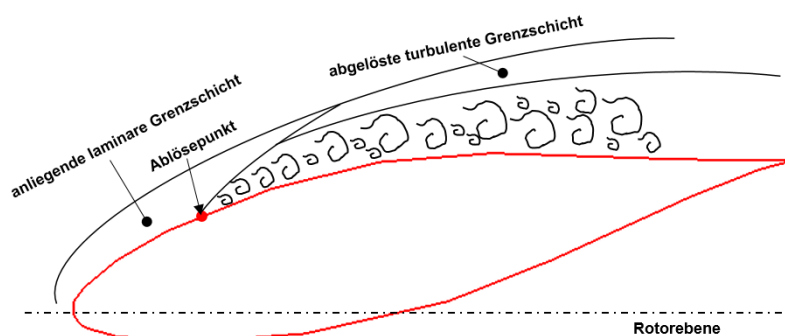 abgelöste turbulente Grenzschicht
anliegende laminare Grenzschicht
Ablösepunkt
Rotorebene